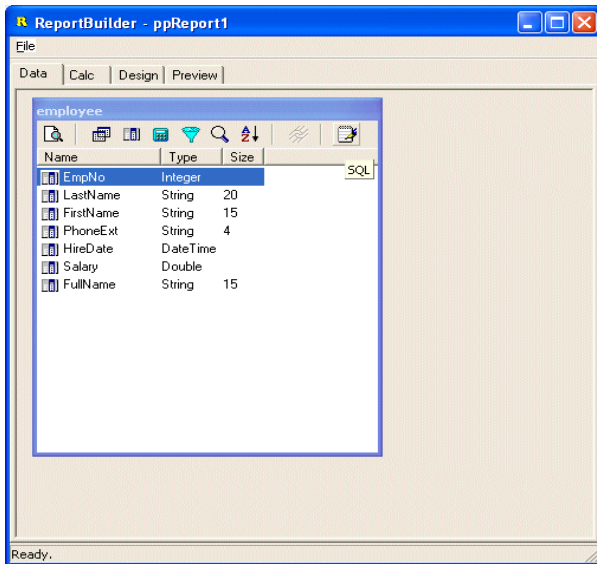 ReportBuilder - ppReport1
File
Data Calc Design Preview
employee
Name Type Size
SQL
EmpNo Integer
LastName String 20
FirstName String 15
PhoneExt String 4
HireDate DateTime
Salary Double
FullName String 15
Ready.